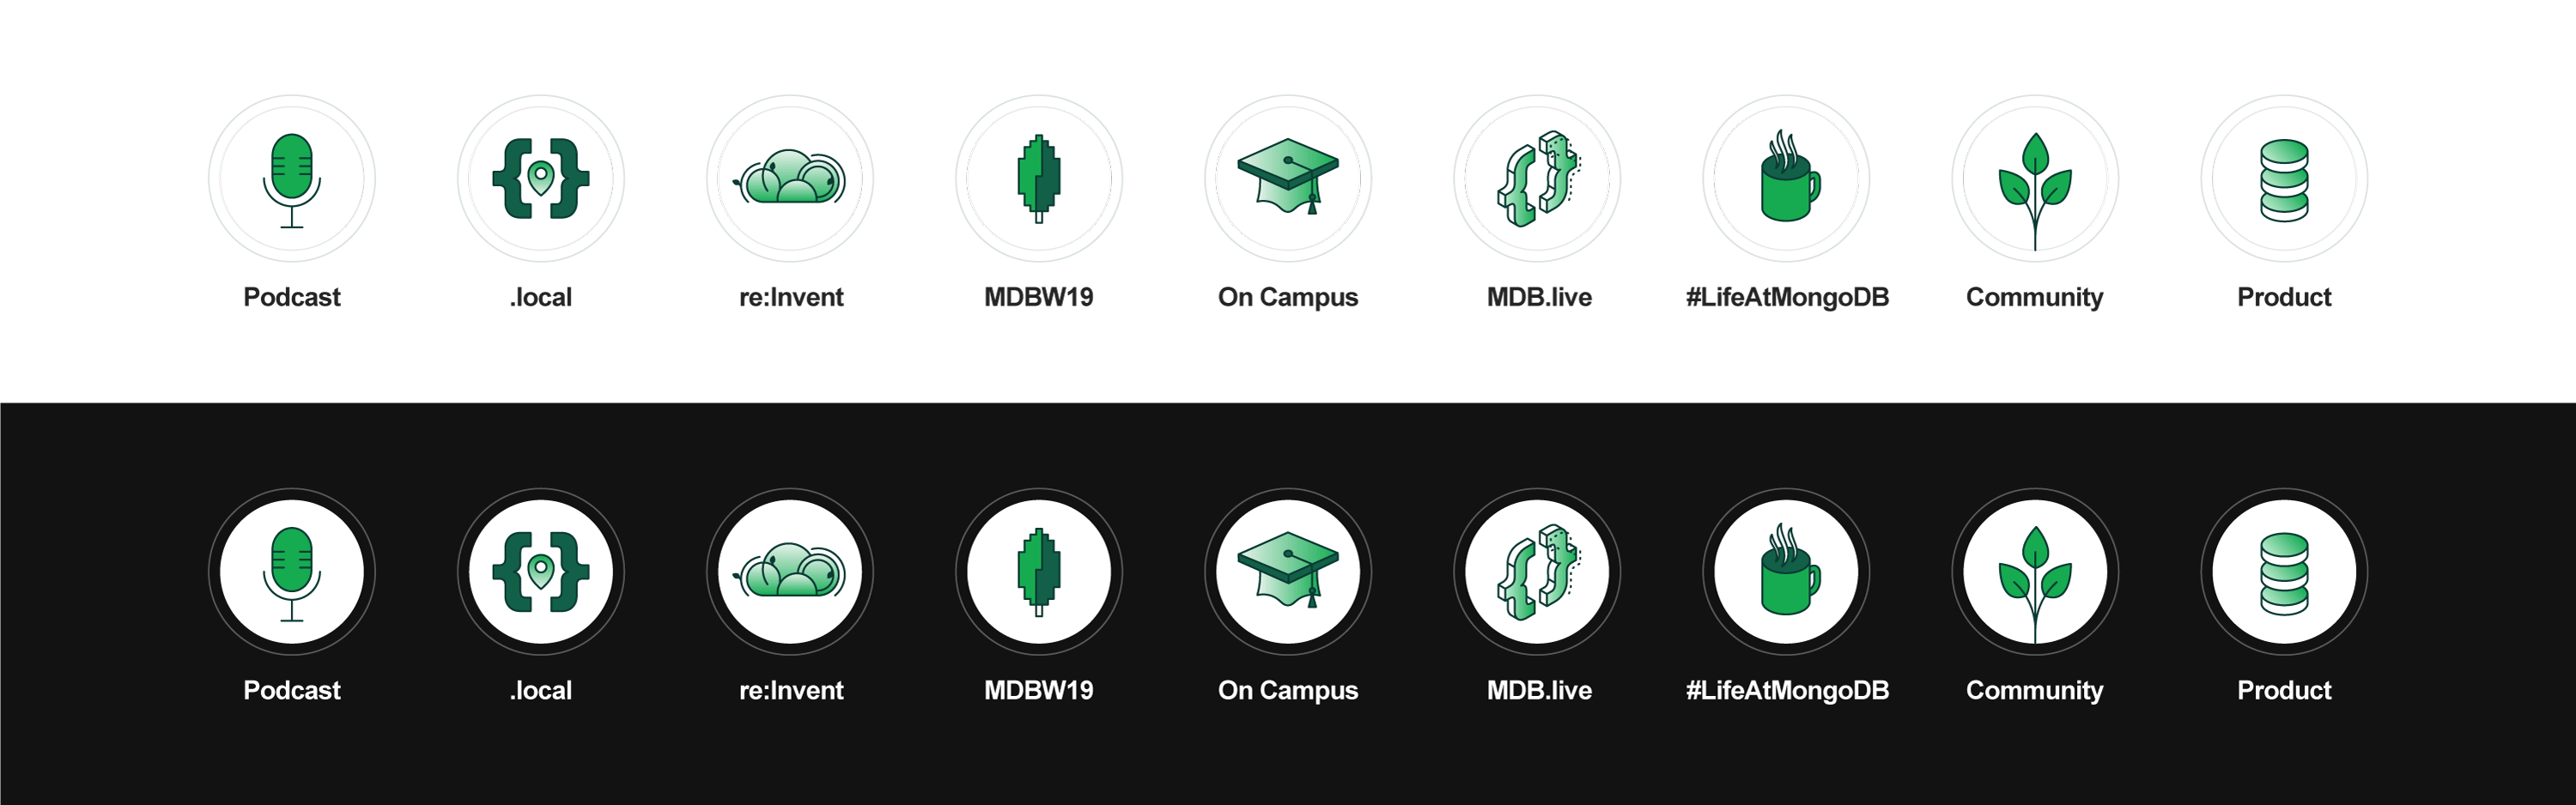 Podcast
.local
re:Invent
MDBW19
On Campus
MDB.live
#LifeAtMongoDB
Community
Product
Podcast
.local
re:Invent
MDBW19
On Campus
MDB.live
#LifeAtMongoDB
Community
Product